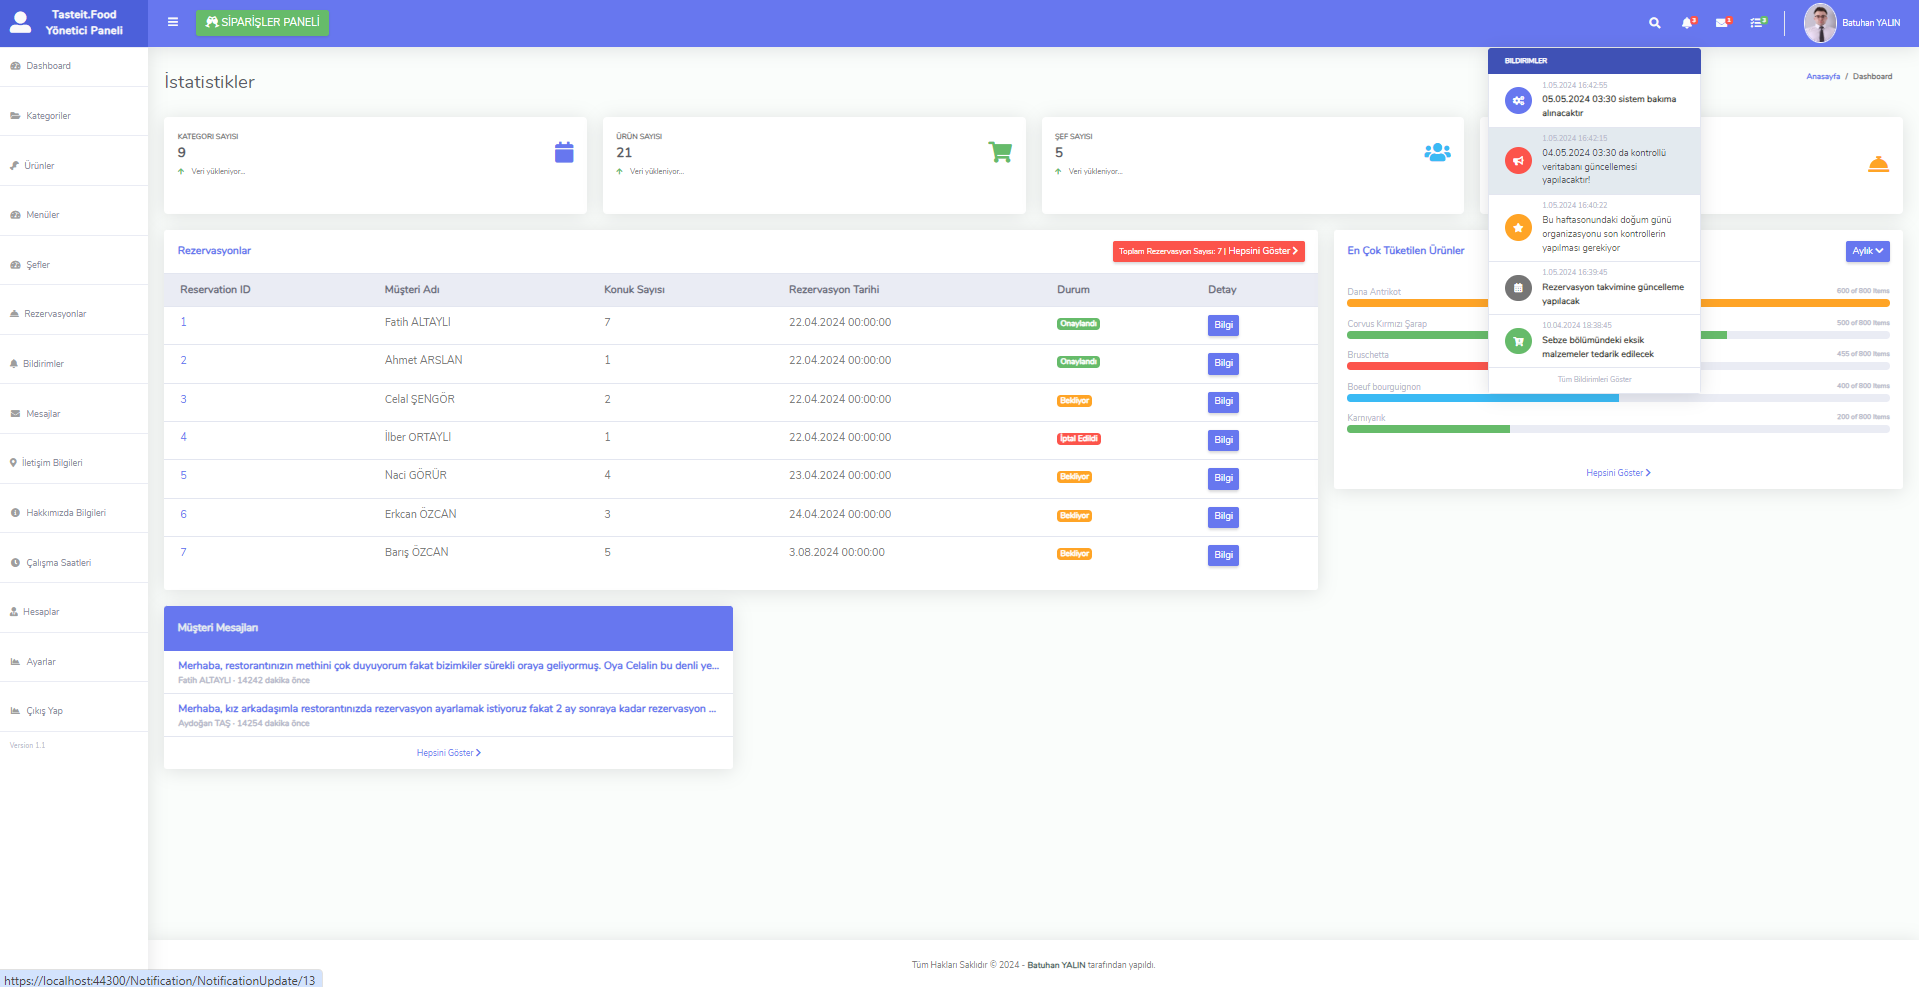 Tasteit.Food
Yönetici Paneli
SİPARİŞLER PANELİ
3
1
3
Batuhan YALIN
Dashboard
Kategoriler
Ürünler
Menüler
Şefler
Rezervasyonlar
Bildirimler
Mesajlar
İletişim Bilgileri
Hakkımızda Bilgileri
Çalışma Saatleri
Hesaplar
Ayarlar
Çıkış Yap
Version 1.1
İstatistikler
Anasayfa / Dashboard
KATEGORI SAYISI
9
Veri yükleniyor...
ÜRÜN SAYISI
21
Veri yükleniyor...
ŞEF SAYISI
5
Veri yükleniyor...
BILDIRIMLER
1.05.2024 16:42:55
05.05.2024 03:30 sistem bakıma
alınacaktır
1.05.2024 16:42:15
04.05.2024 03:30 da kontrollü
veritabanı güncellemesi
yapılacaktır!
1.05.2024 16:40:22
Bu haftasonundaki doğum günü
organizasyonu son kontrollerin
yapılması gerekiyor
1.05.2024 16:39:45
Rezervasyon takvimine güncelleme
yapılacak
10.04.2024 18:38:45
Sebze bölümündeki eksik
malzemeler tedarik edilecek
Tüm Bildirimleri Göster
Rezervasyonlar
Toplam Rezervasyon Sayısı: 7 | Hepsini Göster
Reservation ID Müşteri Adı Konuk Sayısı Rezervasyon Tarihi Durum Detay
1 Fatih ALTAYLI 7 22.04.2024 00:00:00 Onaylandı Bilgi
2 Ahmet ARSLAN 1 22.04.2024 00:00:00 Onaylandı Bilgi
3 Celal ŞENGÖR 2 22.04.2024 00:00:00 Bekliyor Bilgi
4 İlber ORTAYLI 1 22.04.2024 00:00:00 İptal Edildi Bilgi
5 Naci GÖRÜR 4 23.04.2024 00:00:00 Bekliyor Bilgi
6 Erkcan ÖZCAN 3 24.04.2024 00:00:00 Bekliyor Bilgi
7 Barış ÖZCAN 5 3.08.2024 00:00:00 Bekliyor Bilgi
En Çok Tüketilen Ürünler
Aylık
Dana Antrikot 600 of 800 Items
Corvus Kırmızı Şarap 500 of 800 Items
Bruschetta 455 of 800 Items
Boeuf bourguignon 400 of 800 Items
Karnıyarık 200 of 800 Items
Hepsini Göster
Müşteri Mesajları
Merhaba, restorantınızın methini çok duyuyorum fakat bizimkiler sürekli oraya geliyormuş. Oya Celalin bu denli ye...
Fatih ALTAYLI - 14242 dakika önce
Merhaba, kız arkadaşımla restorantınızda rezervasyon ayarlamak istiyoruz fakat 2 ay sonraya kadar rezervasyon ...
Aydoğan TAŞ - 14254 dakika önce
Hepsini Göster
Tüm Hakları Saklıdır © 2024 - Batuhan YALIN tarafından yapıldı.
https://localhost:44300/Notification/NotificationUpdate/13